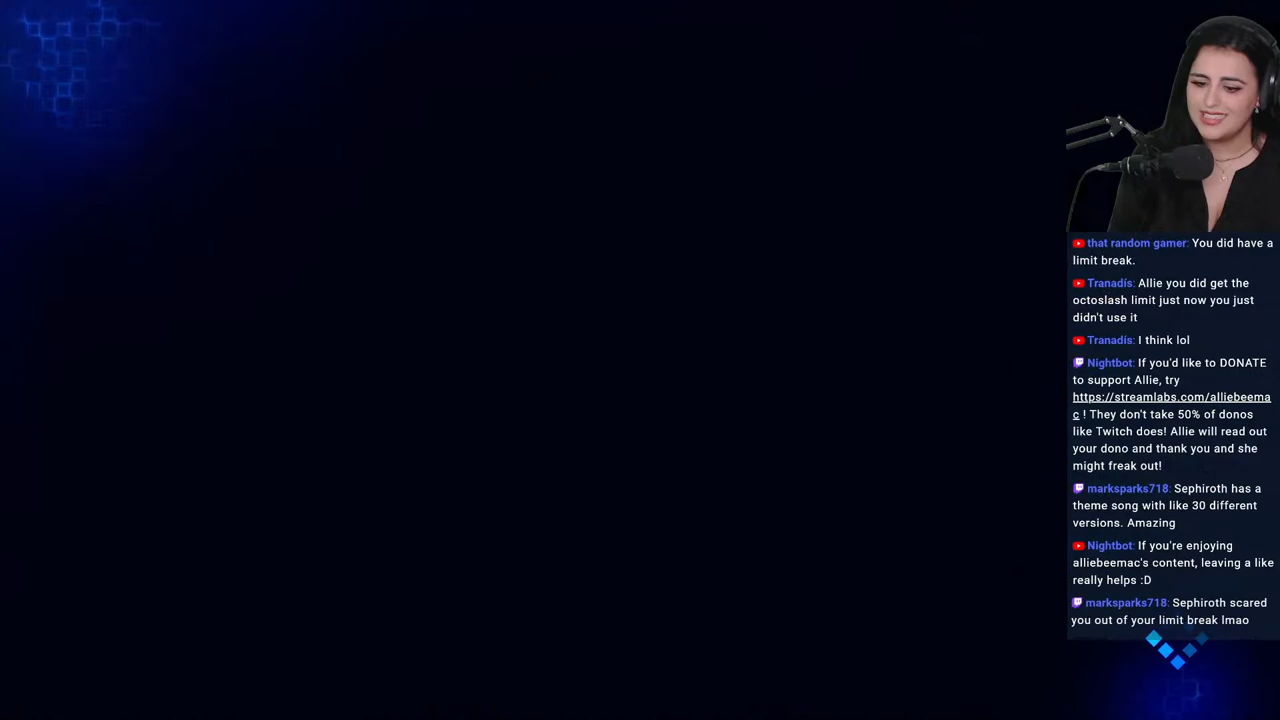 that random gamer: You did have a
limit break.
Tranadís: Allie you did get the
octoslash limit just now you just
didn't use it
Tranadís: I think lol
Nightbot: If you'd like to DONATE
to support Allie, try
https://streamlabs.com/alliebeema
c ! They don't take 50% of donos
like Twitch does! Allie will read out
your dono and thank you and she
might freak out!
marksparks718: Sephiroth has a
theme song with like 30 different
versions. Amazing
Nightbot: If you're enjoying
alliebeemac's content, leaving a like
really helps :D
marksparks718: Sephiroth scared
you out of your limit break lmao